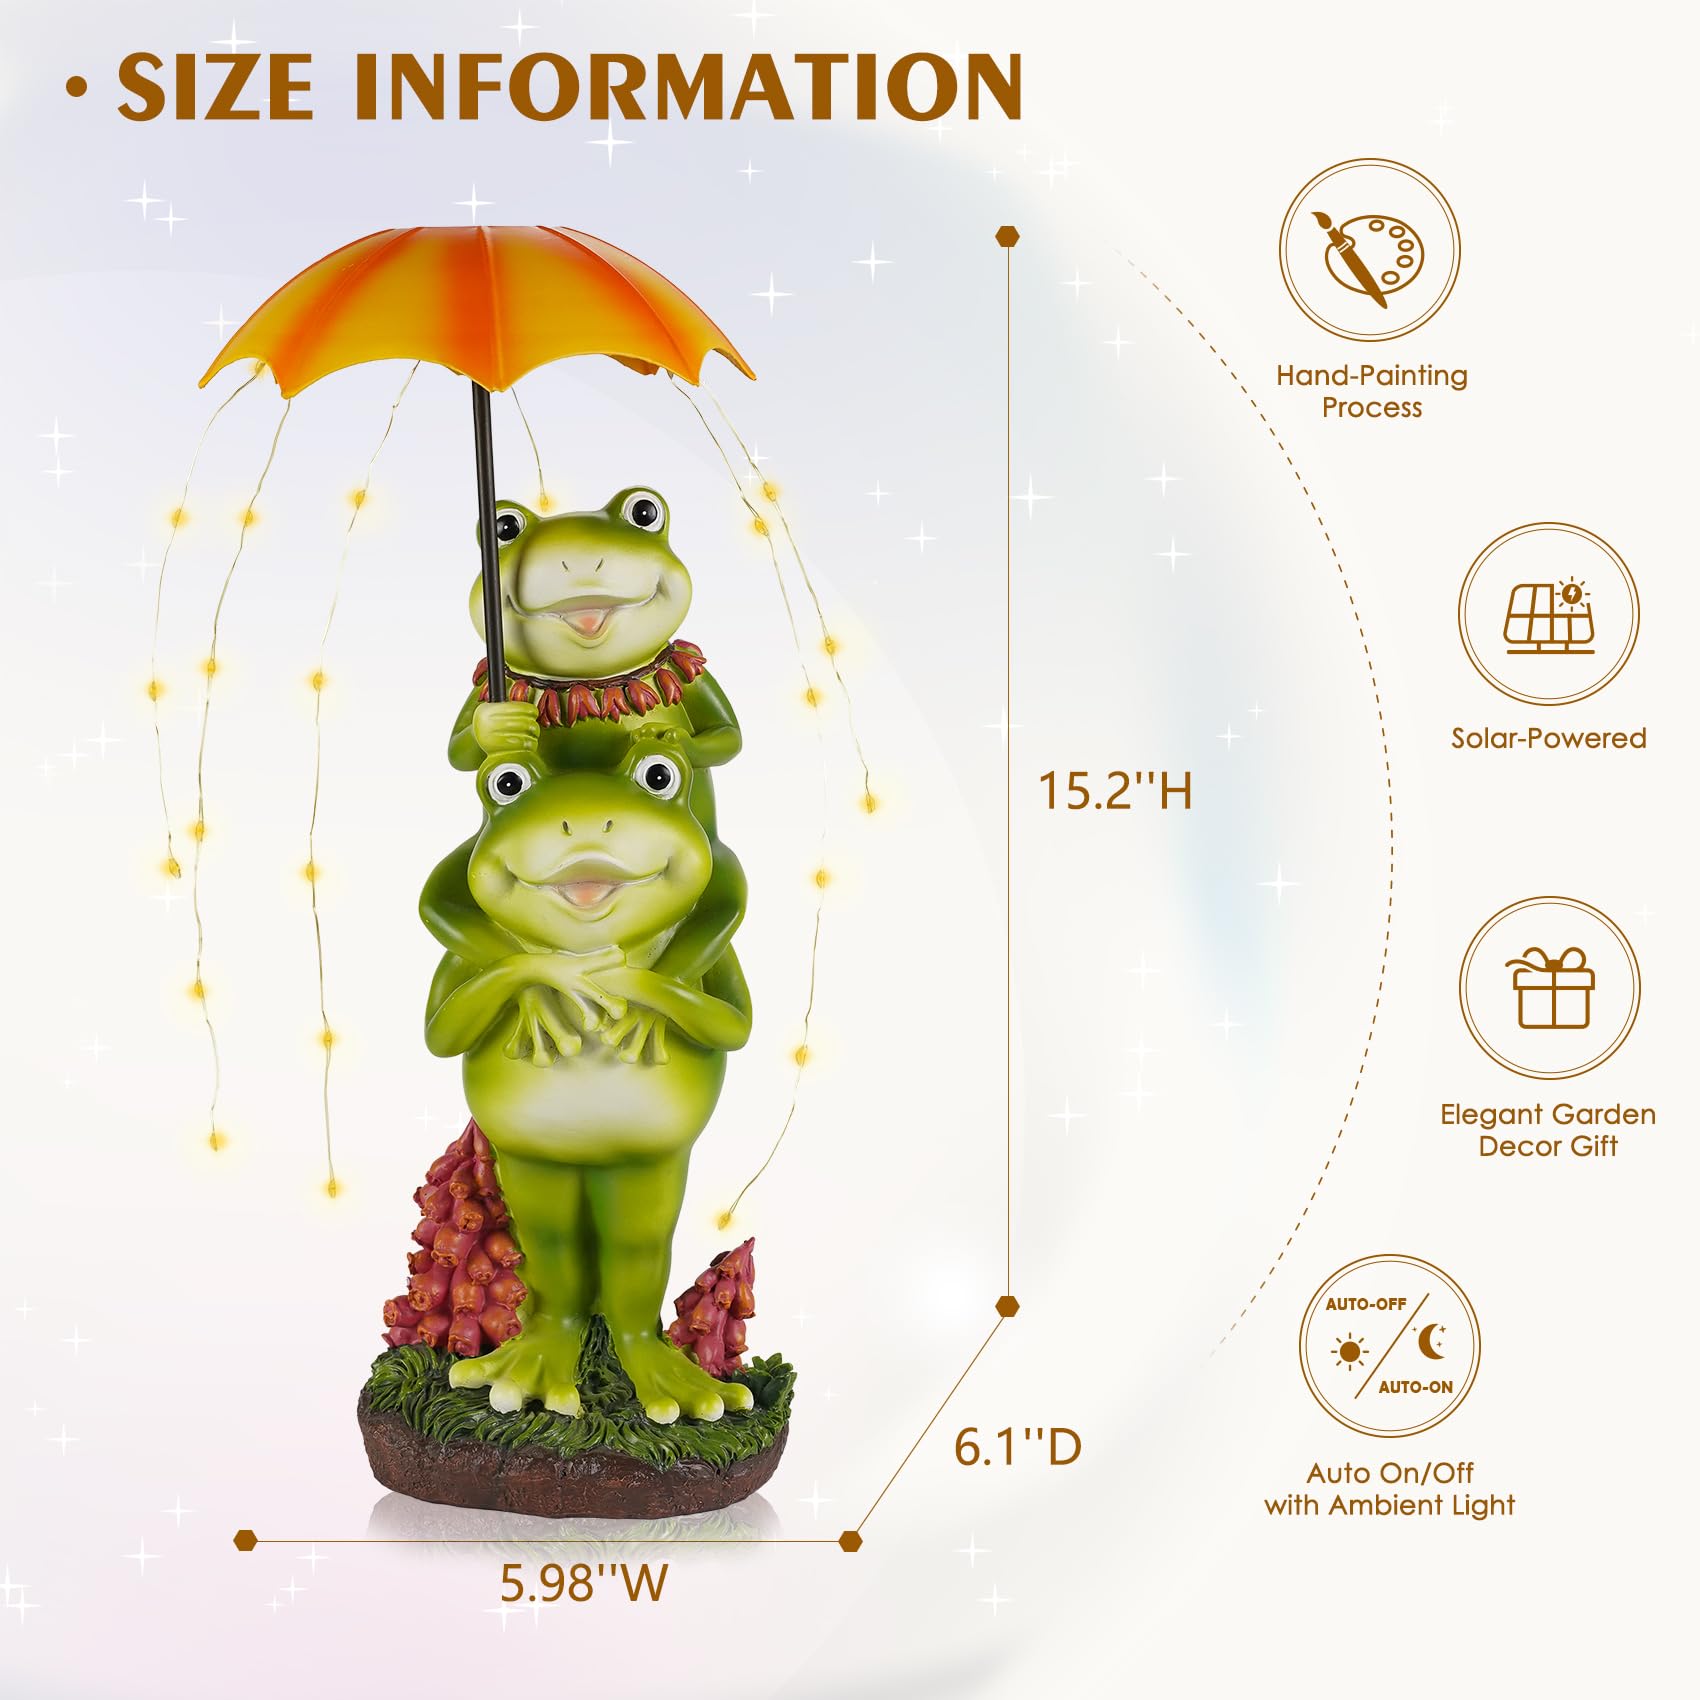 • SIZE INFORMATION
Hand-Painting
Process
Solar-Powered
15.2''H
Elegant Garden
Decor Gift
AUTO-OFF
AUTO-ON
6.1''D
Auto On/Off
with Ambient Light
5.98''W